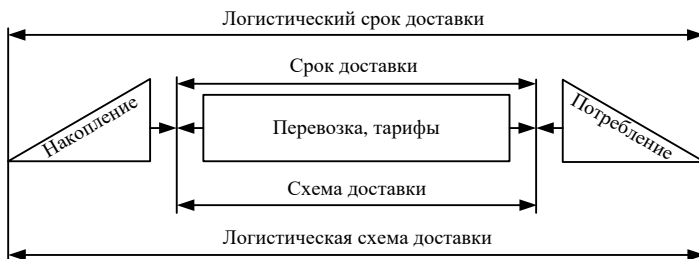 Логистический срок доставки
Срок доставки
Накопление
Перевозка, тарифы
Потребление
Схема доставки
Логистическая схема доставки